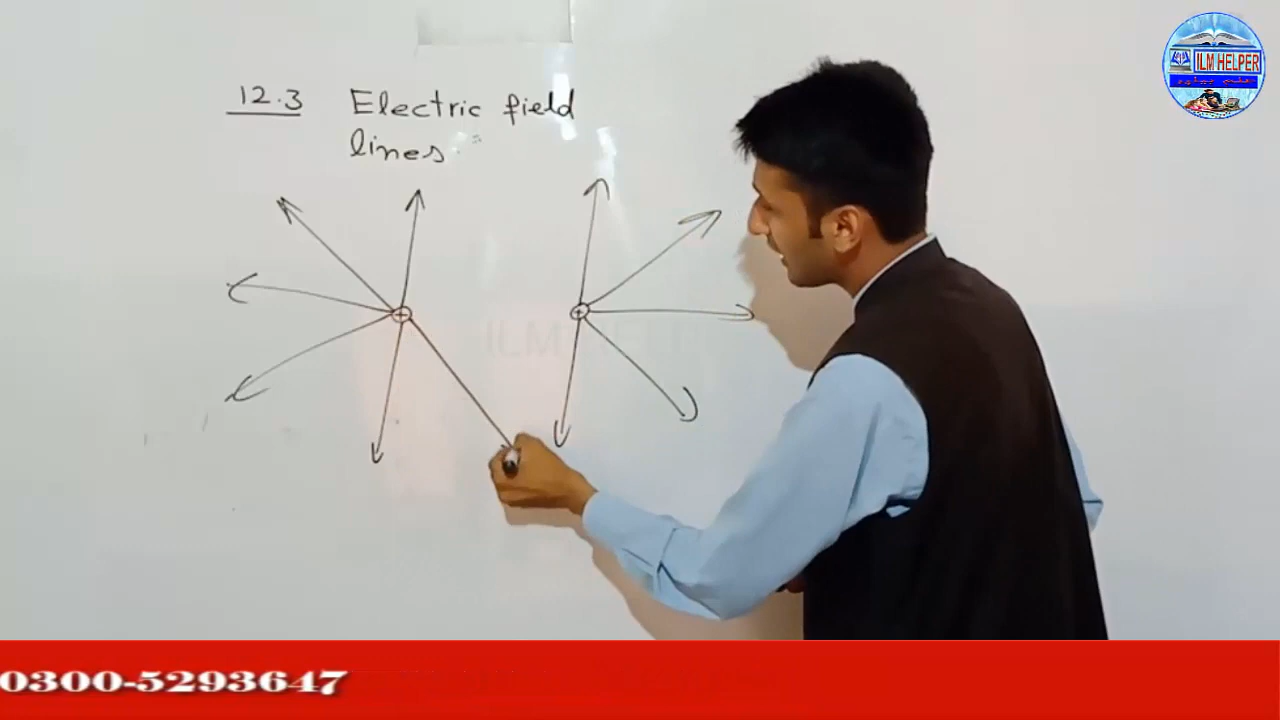 12.3 Electric field
lines:
+ +
ILM HELPER
0300-5293647